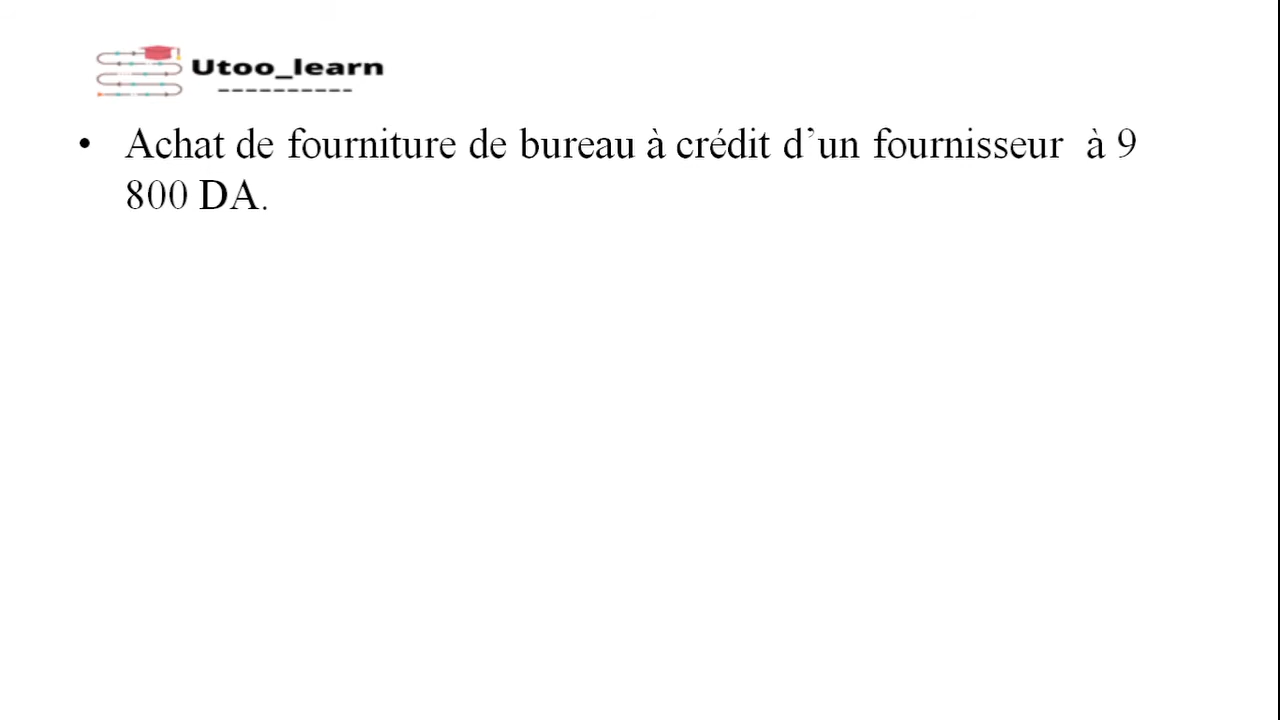 Utoo_learn
• Achat de fourniture de bureau à crédit d’un fournisseur à 9
800 DA.